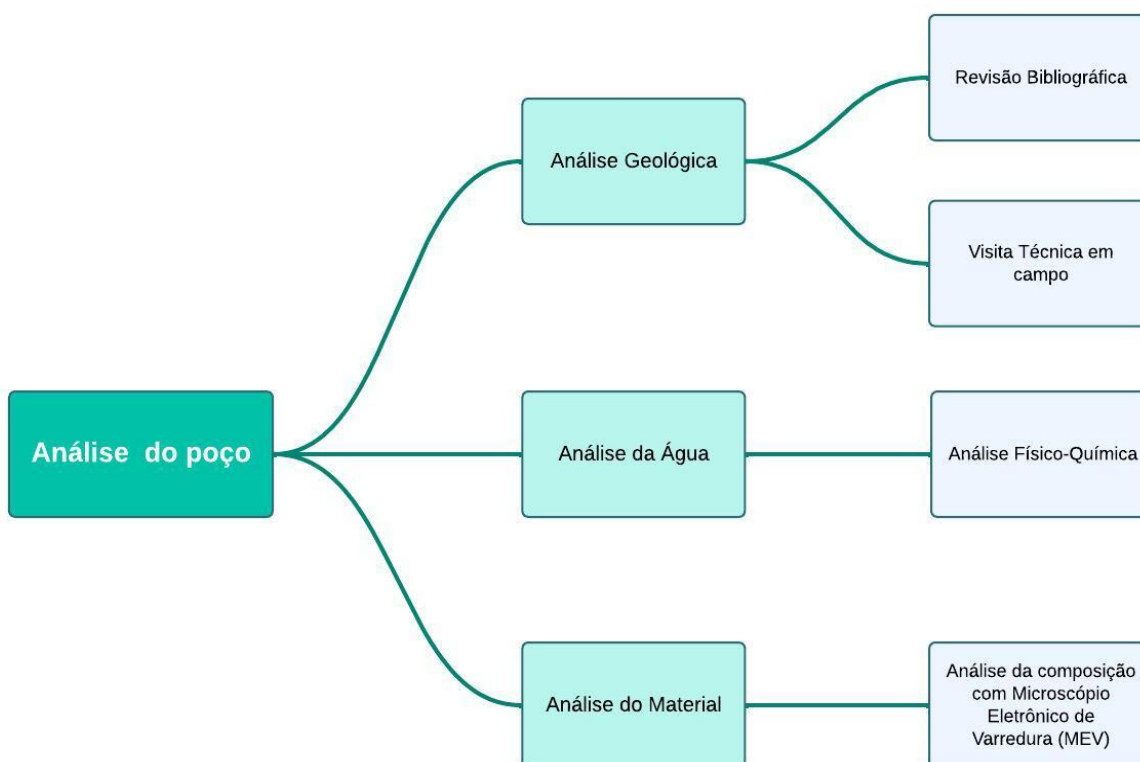 Revisão Bibliográfica
Análise Geológica
Visita Técnica em
campo
Análise do poço
Análise da Água
Análise Físico-Química
Análise do Material
Análise da composição
com Microscópio
Eletrônico de
Varredura (MEV)